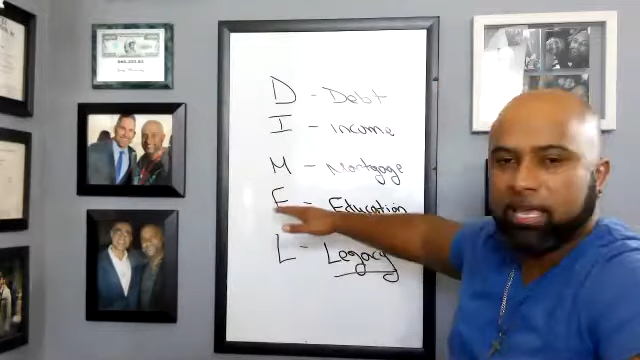 D - Debt
I - Income
M - Mortgage
E - Education
L - Legacy